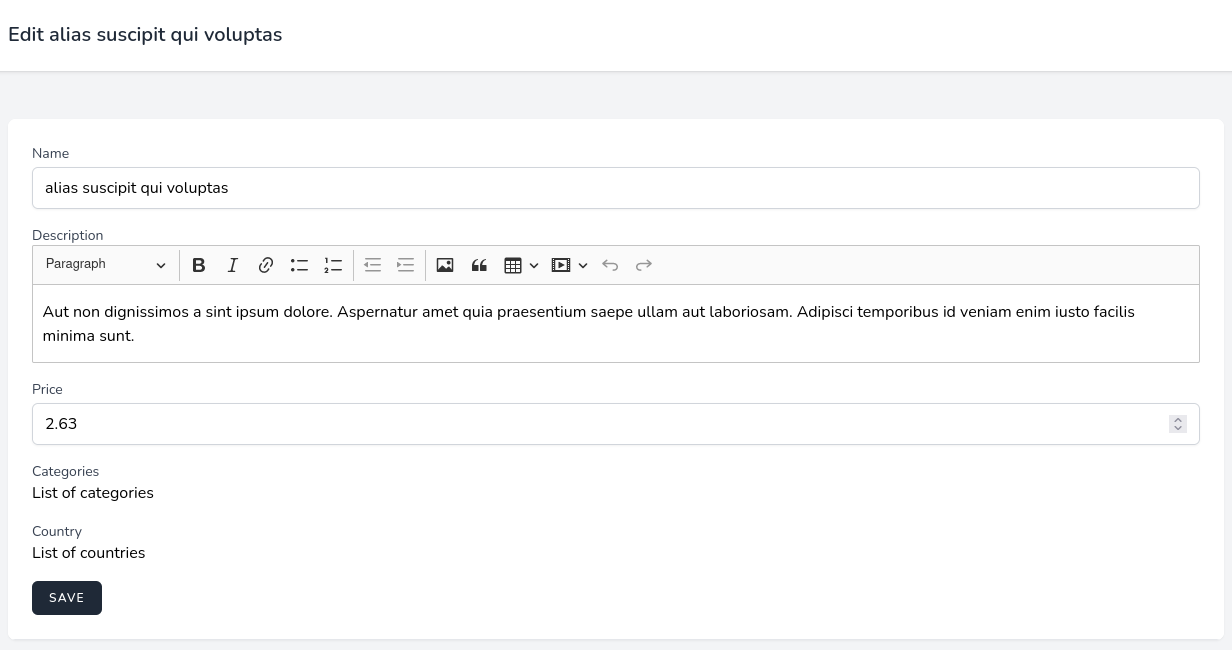 Edit alias suscipit qui voluptas
Name
alias suscipit qui voluptas
Description
Paragraph
Aut non dignissimos a sint ipsum dolore. Aspernatur amet quia praesentium saepe ullam aut laboriosam. Adipisci temporibus id veniam enim iusto facilis
minima sunt.
Price
2.63
Categories
List of categories
Country
List of countries
SAVE